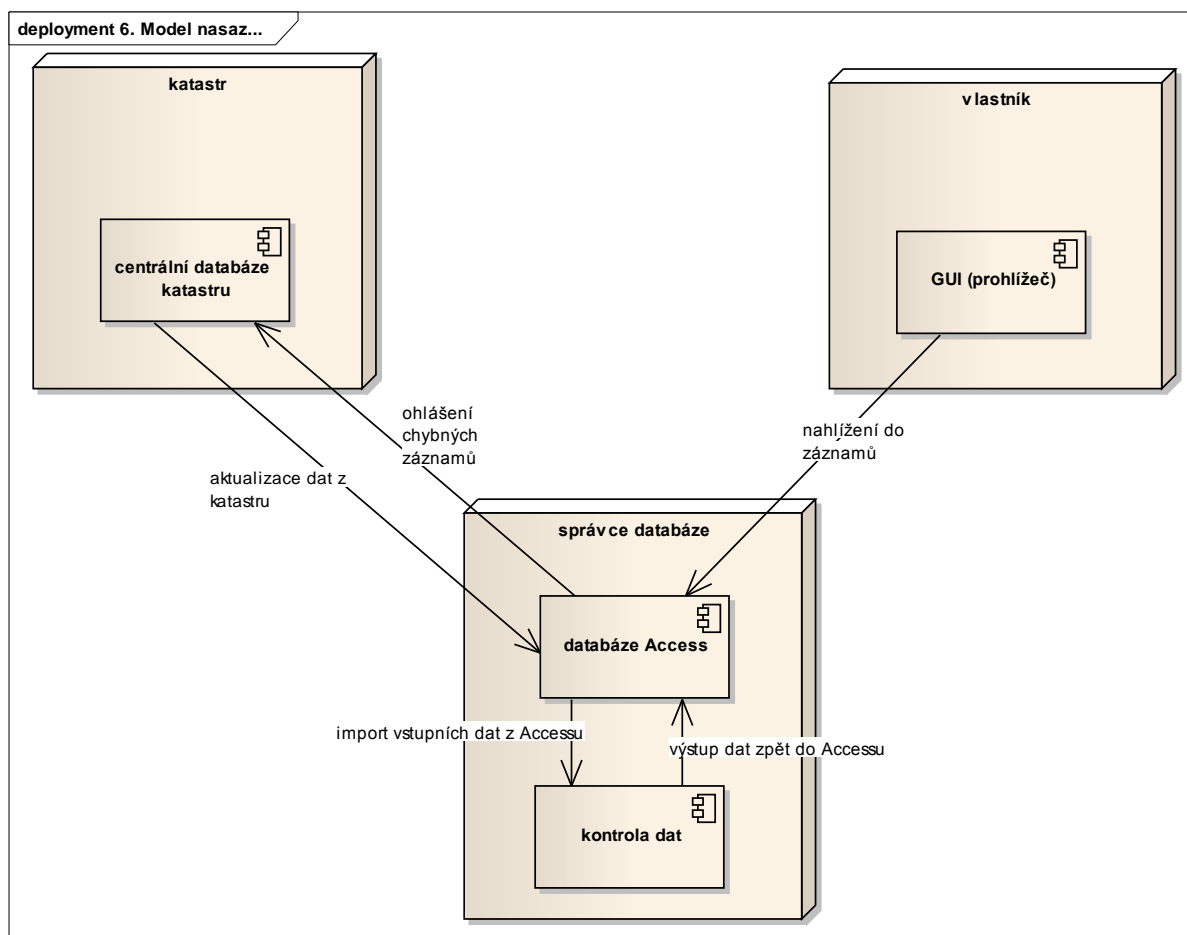 deployment 6. Model nasaz...
katastr
vlastník
centrální databáze
katastru
GUI (prohlížeč)
ohlášení
chybných
záznamů
nahlížení do
záznamů
aktualizace dat z
katastru
správce databáze
databáze Access
import vstupních dat z Accessu
výstup dat zpět do Accessu
kontrola dat